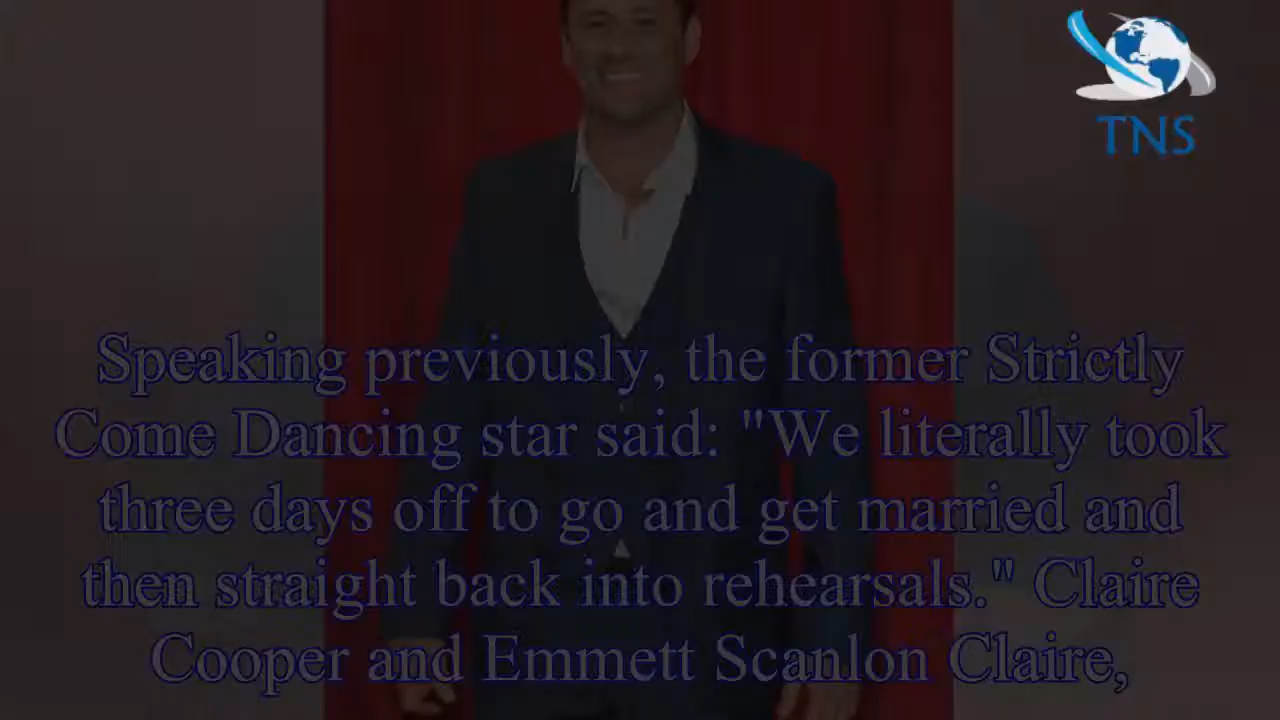 TNS
Speaking previously, the former Strictly
Come Dancing star said: "We literally took
three days off to go and get married and
then straight back into rehearsals." Claire
Cooper and Emmett Scanlon Claire,